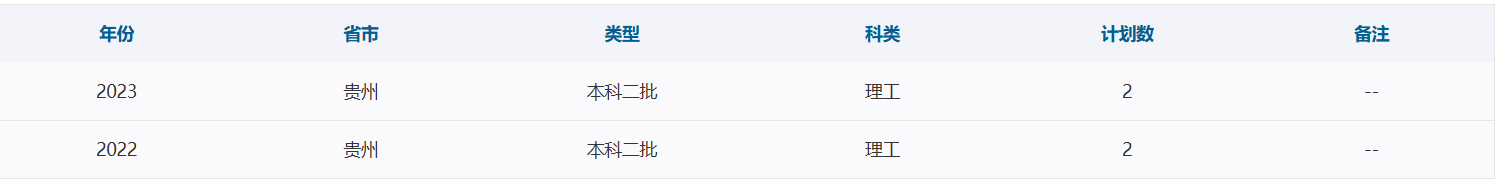 年份 省市 类型 科类 计划数 备注
2023 贵州 本科二批 理工 2 --
2022 贵州 本科二批 理工 2 --